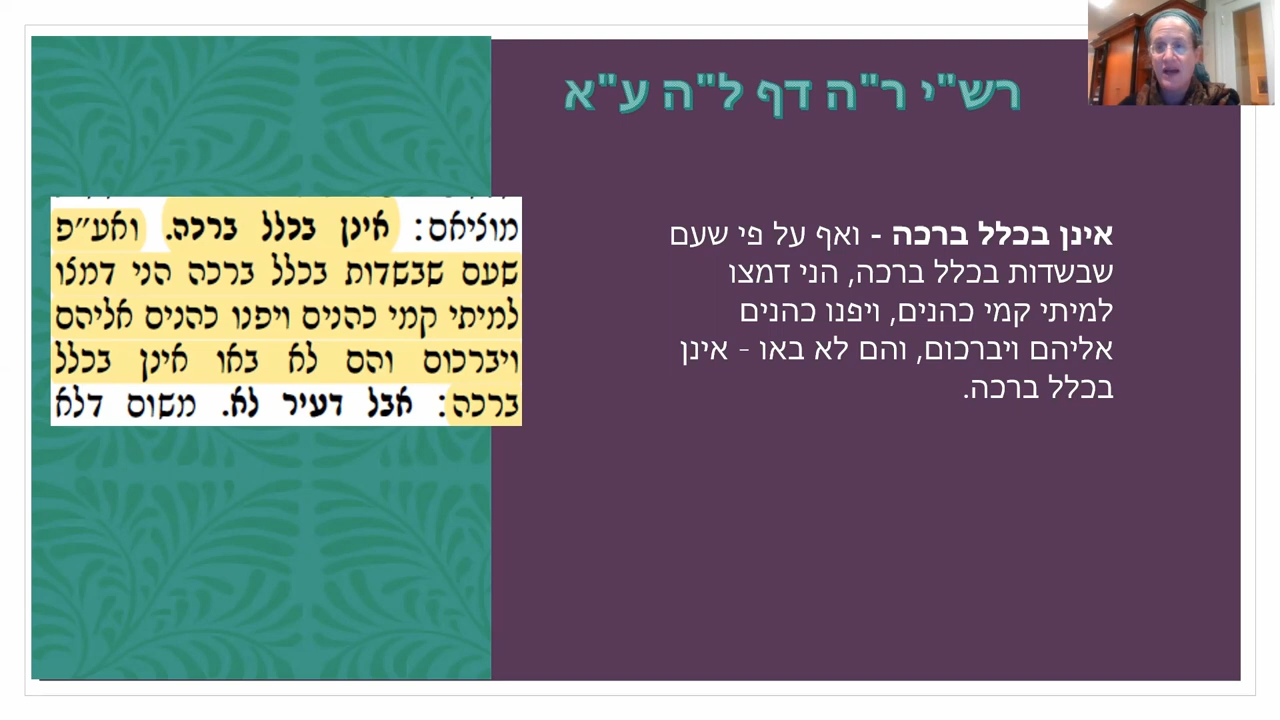 רש"י ר"ה דף ל"ה ע"א
אינן בכלל ברכה - ואף על פי שעם
שבשדות בכלל ברכה, הני דמצו
למיתי קמי כהנים, ויפנו כהנים
אליהם ויברכום, והם לא באו - אינן
בכלל ברכה.
מוציאם: אינן בכלל ברכה. ואע״פ
שעם שבשדות בכלל ברכה הני דמצו
למיתי קמי כהנים ויפנו כהנים אליהם
ויברכום והם לא באו אינן בכלל
ברכה: אבל דעיר לא. משום דלא